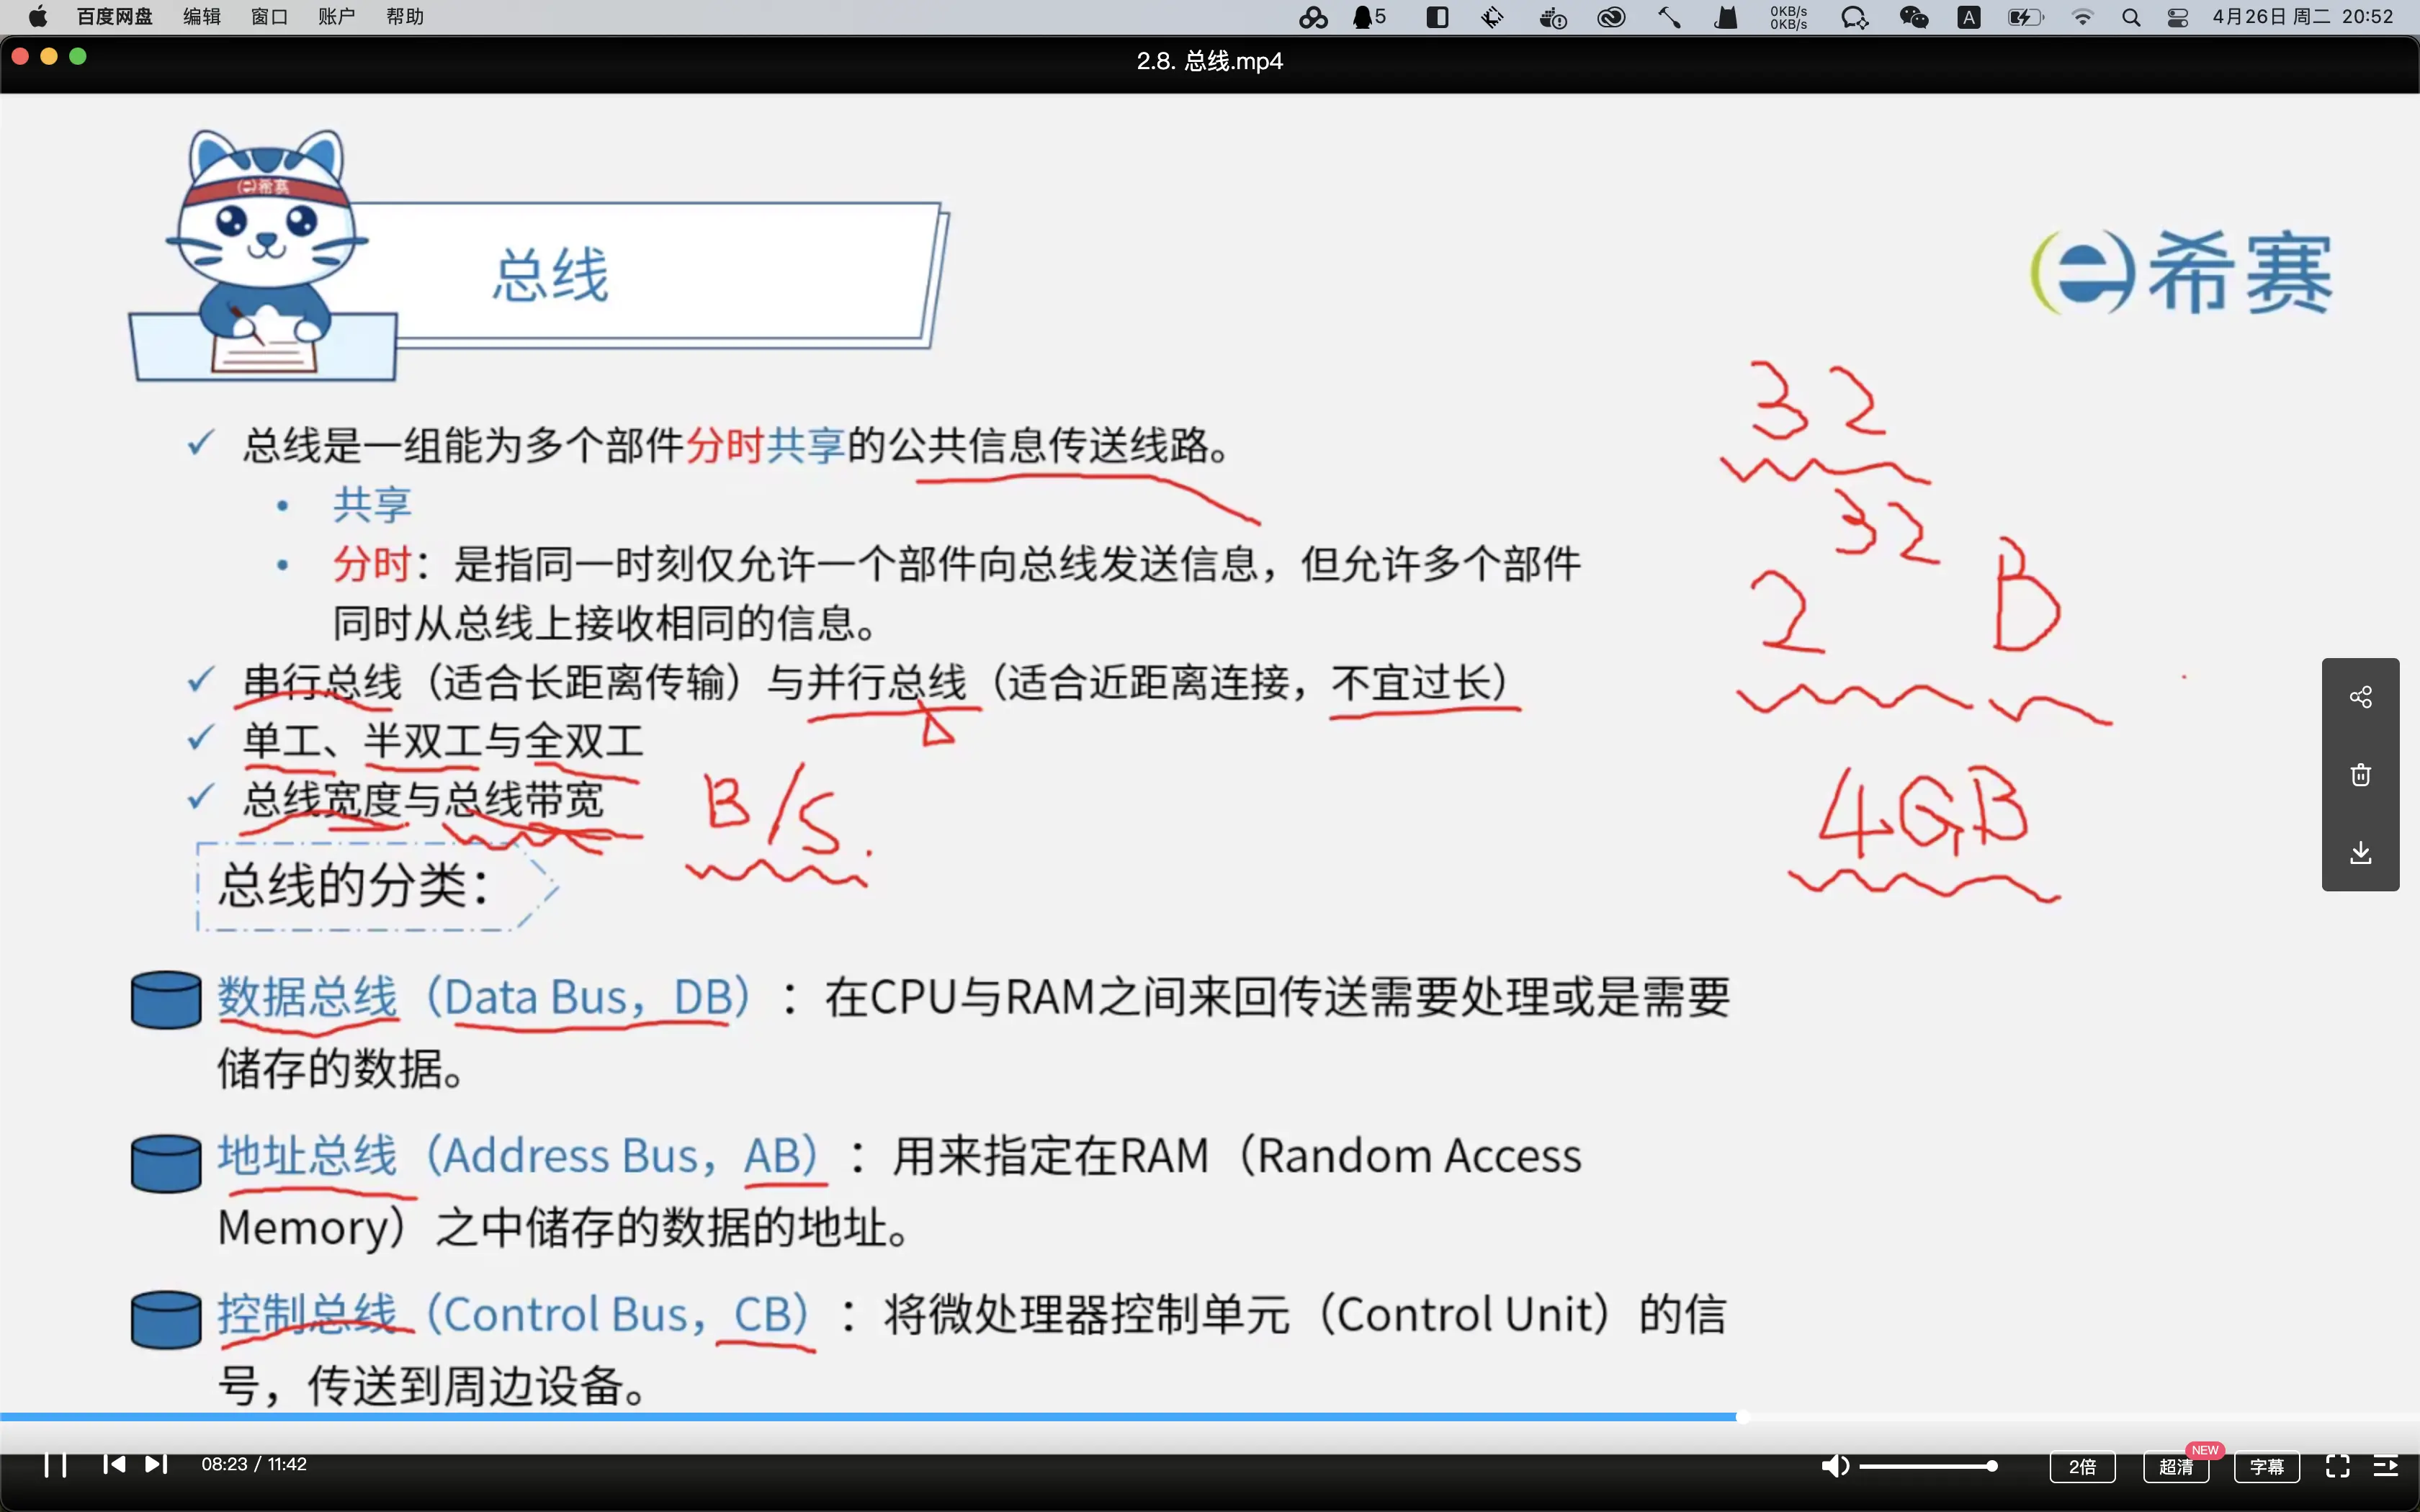 百度网盘 编辑 窗口 账户 帮助 5 0KB/s 0KB/s A 4月26日 周二 20:52
2.8. 总线.mp4
希赛
总线
希赛
总线是一组能为多个部件分时共享的公共信息传送线路。
共享
分时：是指同一时刻仅允许一个部件向总线发送信息，但允许多个部件
同时从总线上接收相同的信息。
串行总线（适合长距离传输）与并行总线（适合近距离连接，不宜过长）
单工、半双工与全双工
总线宽度与总线带宽
B/S.
32
32
2 B
4GB
总线的分类：
数据总线（Data Bus，DB）：在CPU与RAM之间来回传送需要处理或是需要
储存的数据。
地址总线（Address Bus，AB）：用来指定在RAM（Random Access
Memory）之中储存的数据的地址。
控制总线（Control Bus，CB）：将微处理器控制单元（Control Unit）的信
号，传送到周边设备。
08:23 / 11:42 2倍 超清 NEW 字幕